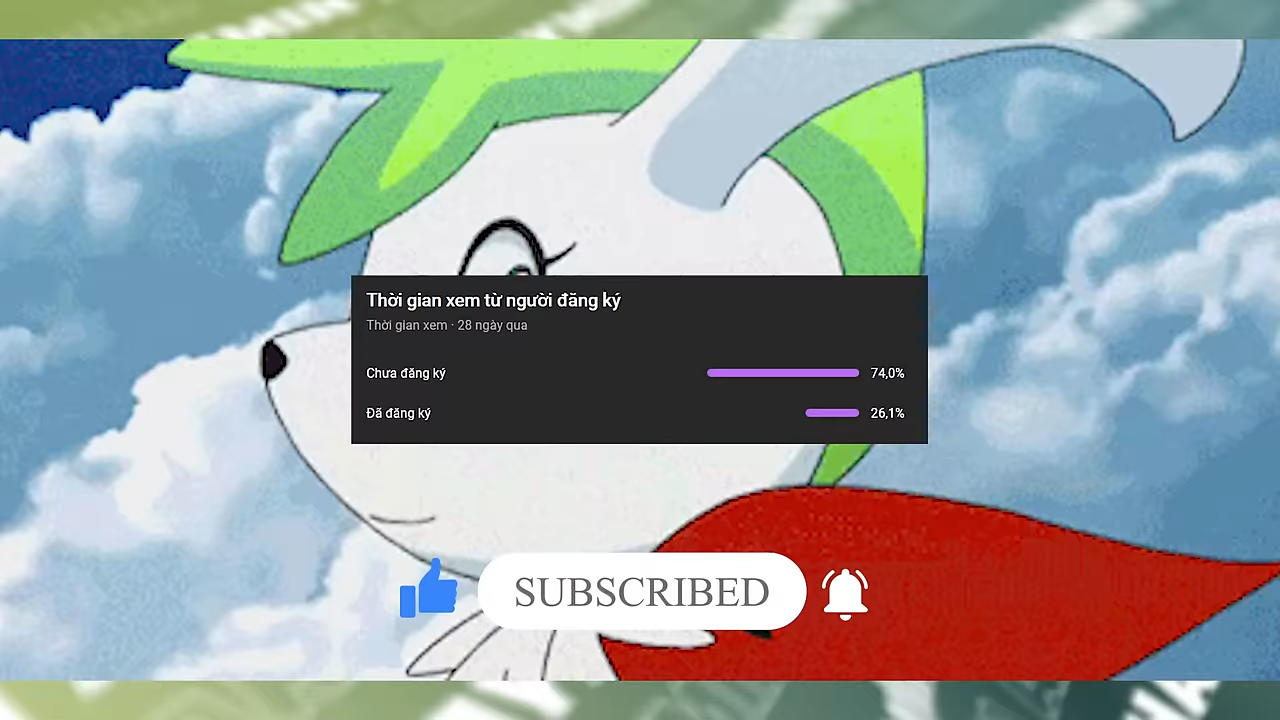 Thời gian xem từ người đăng ký
Thời gian xem · 28 ngày qua
Chưa đăng ký 74,0%
Đã đăng ký 26,1%
SUBSCRIBED